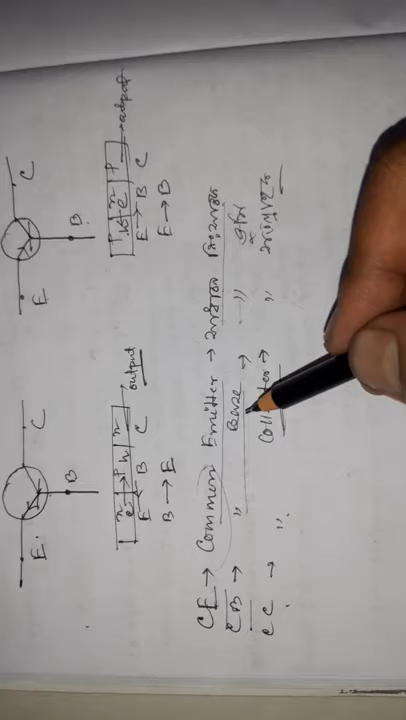 E C
B
n P n output
e h
E B C
B → E
E C
B
P n P output
h e
E → B C
E → B
CE → Common Emitter →
CB → " Base → "
CC → " Collector → "